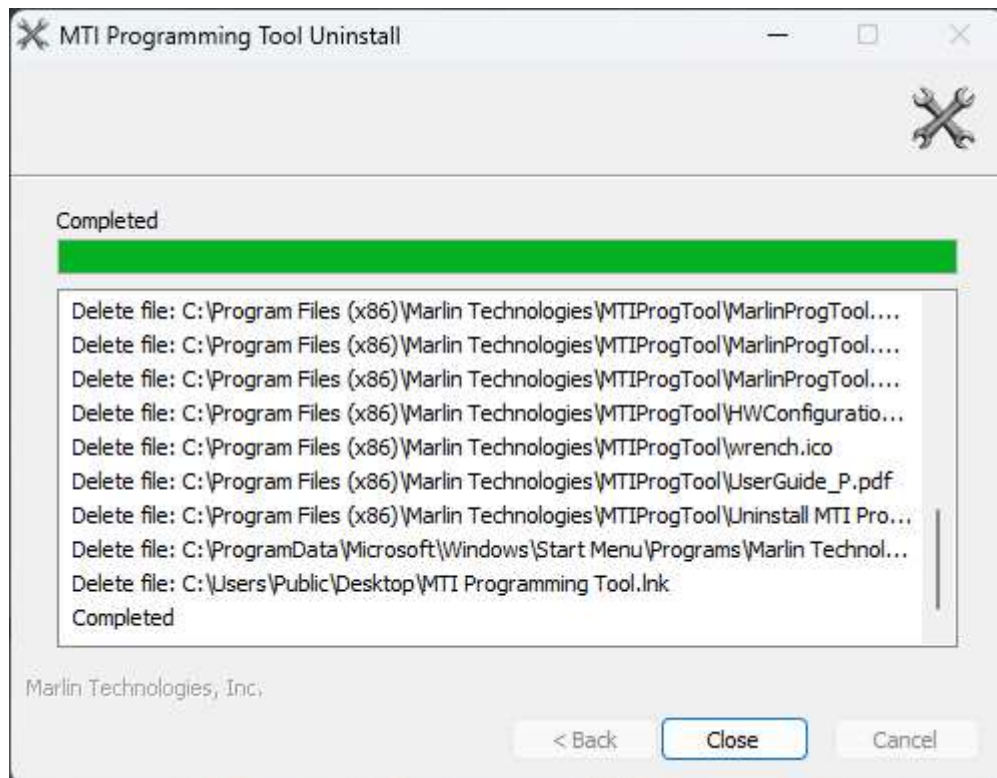 MTI Programming Tool Uninstall
Completed
Delete file: C:\Program Files (x86)\Marlin Technologies\MTIProgTool\MarlinProgTool....
Delete file: C:\Program Files (x86)\Marlin Technologies\MTIProgTool\MarlinProgTool....
Delete file: C:\Program Files (x86)\Marlin Technologies\MTIProgTool\MarlinProgTool....
Delete file: C:\Program Files (x86)\Marlin Technologies\MTIProgTool\HWConfiguratio...
Delete file: C:\Program Files (x86)\Marlin Technologies\MTIProgTool\wrench.ico
Delete file: C:\Program Files (x86)\Marlin Technologies\MTIProgTool\UserGuide_P.pdf
Delete file: C:\Program Files (x86)\Marlin Technologies\MTIProgTool\Uninstall MTI Pro...
Delete file: C:\ProgramData\Microsoft\Windows\Start Menu\Programs\Marlin Technol...
Delete file: C:\Users\Public\Desktop\MTI Programming Tool.lnk
Completed
Marlin Technologies, Inc.
< Back Close Cancel